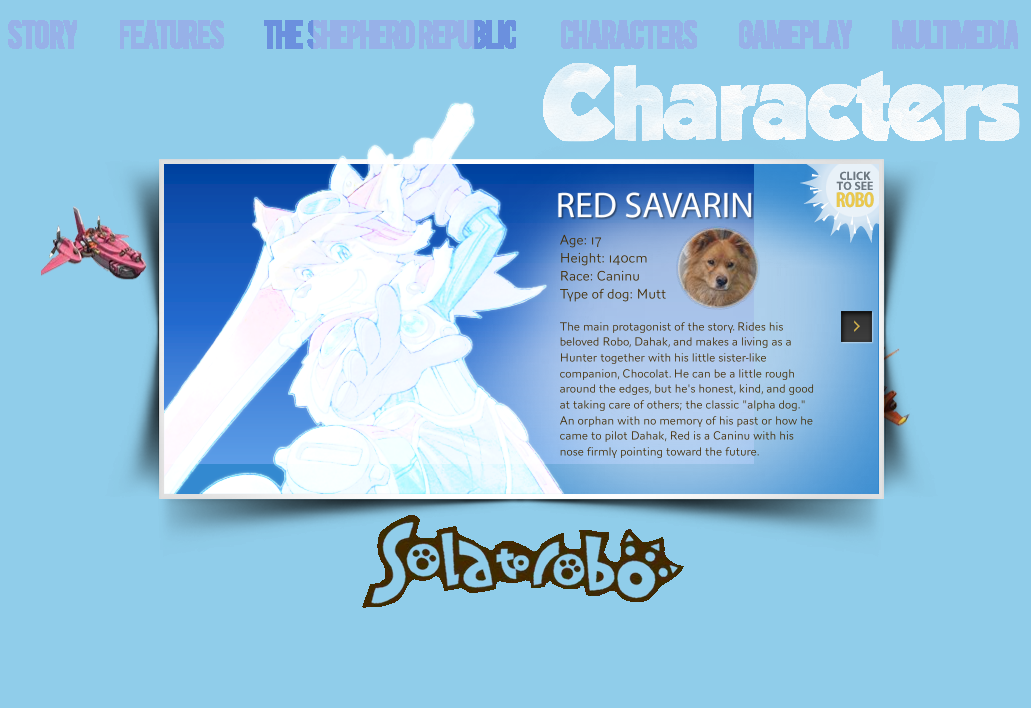 STORY FEATURES THE SHEPHERD REPUBLIC CHARACTERS GAMEPLAY MULTIMEDIA
Characters
CLICK
TO SEE
ROBO
RED SAVARIN
Age: 17
Height: 140cm
Race: Caninu
Type of dog: Mutt
The main protagonist of the story. Rides his
beloved Robo, Dahak, and makes a living as a
Hunter together with his little sister-like
companion, Chocolat. He can be a little rough
around the edges, but he's honest, kind, and good
at taking care of others; the classic "alpha dog."
An orphan with no memory of his past or how he
came to pilot Dahak, Red is a Caninu with his
nose firmly pointing toward the future.
Solatorobo